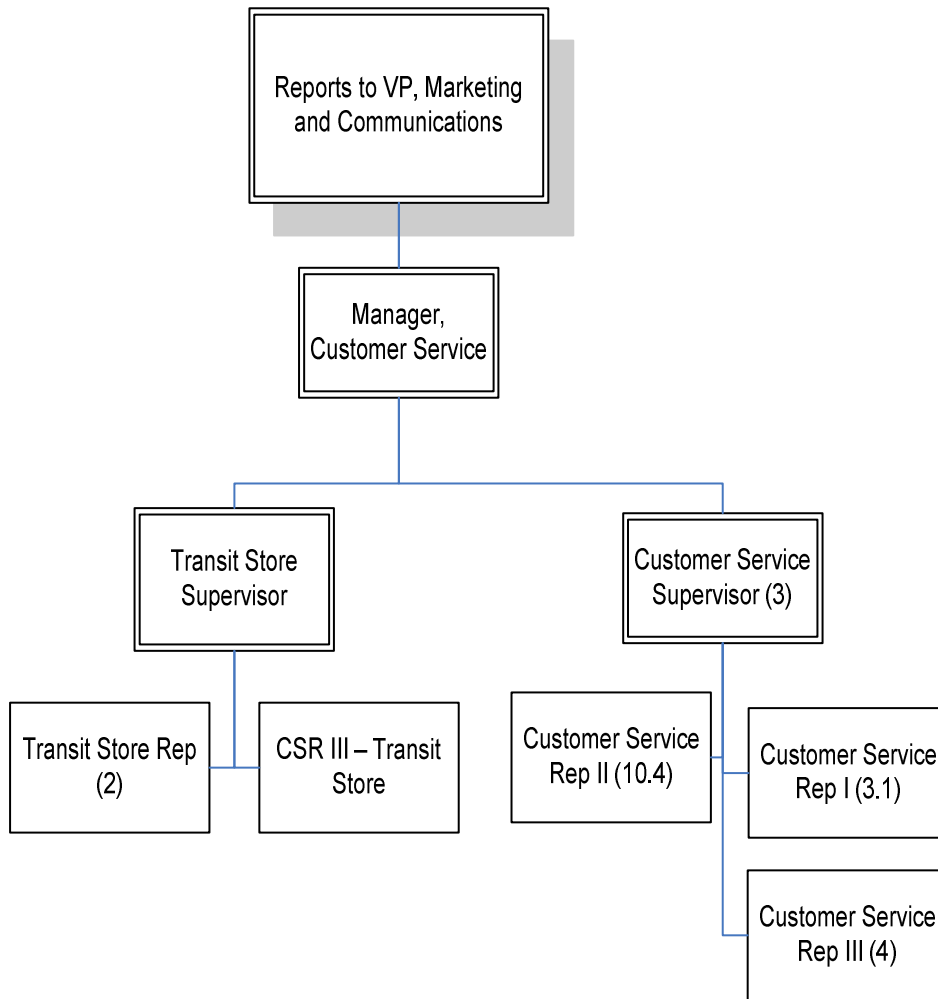 Reports to VP, Marketing
and Communications
Manager,
Customer Service
Transit Store
Supervisor
Customer Service
Supervisor (3)
Transit Store Rep
(2)
CSR III – Transit
Store
Customer Service
Rep II (10.4)
Customer Service
Rep I (3.1)
Customer Service
Rep III (4)